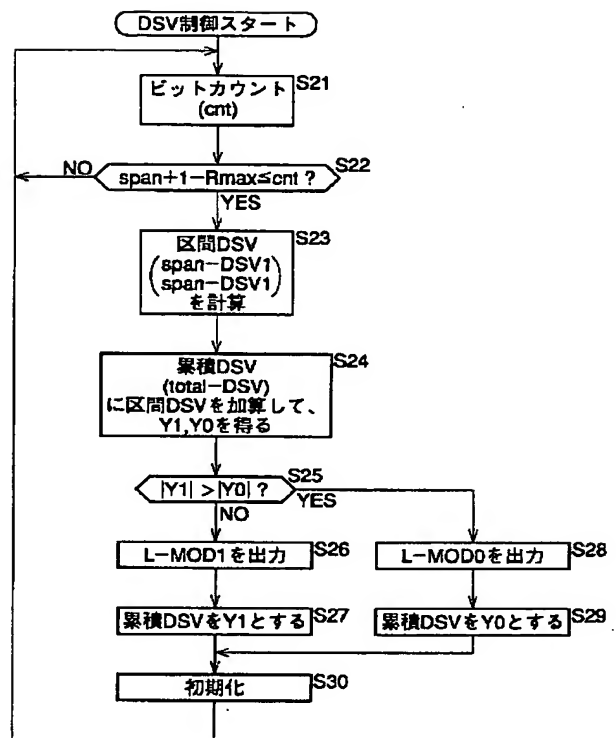 DSV制御スタート
ビットカウント
(cnt)
S21
span+1−Rmax≤cnt ?
S22
NO
YES
区間DSV
(span−DSV1
span−DSV1)
を計算
S23
累積DSV
(total−DSV)
に区間DSVを加算して、
Y1,Y0を得る
S24
|Y1| >|Y0| ?
S25
YES
NO
L−MOD1を出力
S26
L−MOD0を出力
S28
累積DSVをY1とする
S27
累積DSVをY0とする
S29
初期化
S30